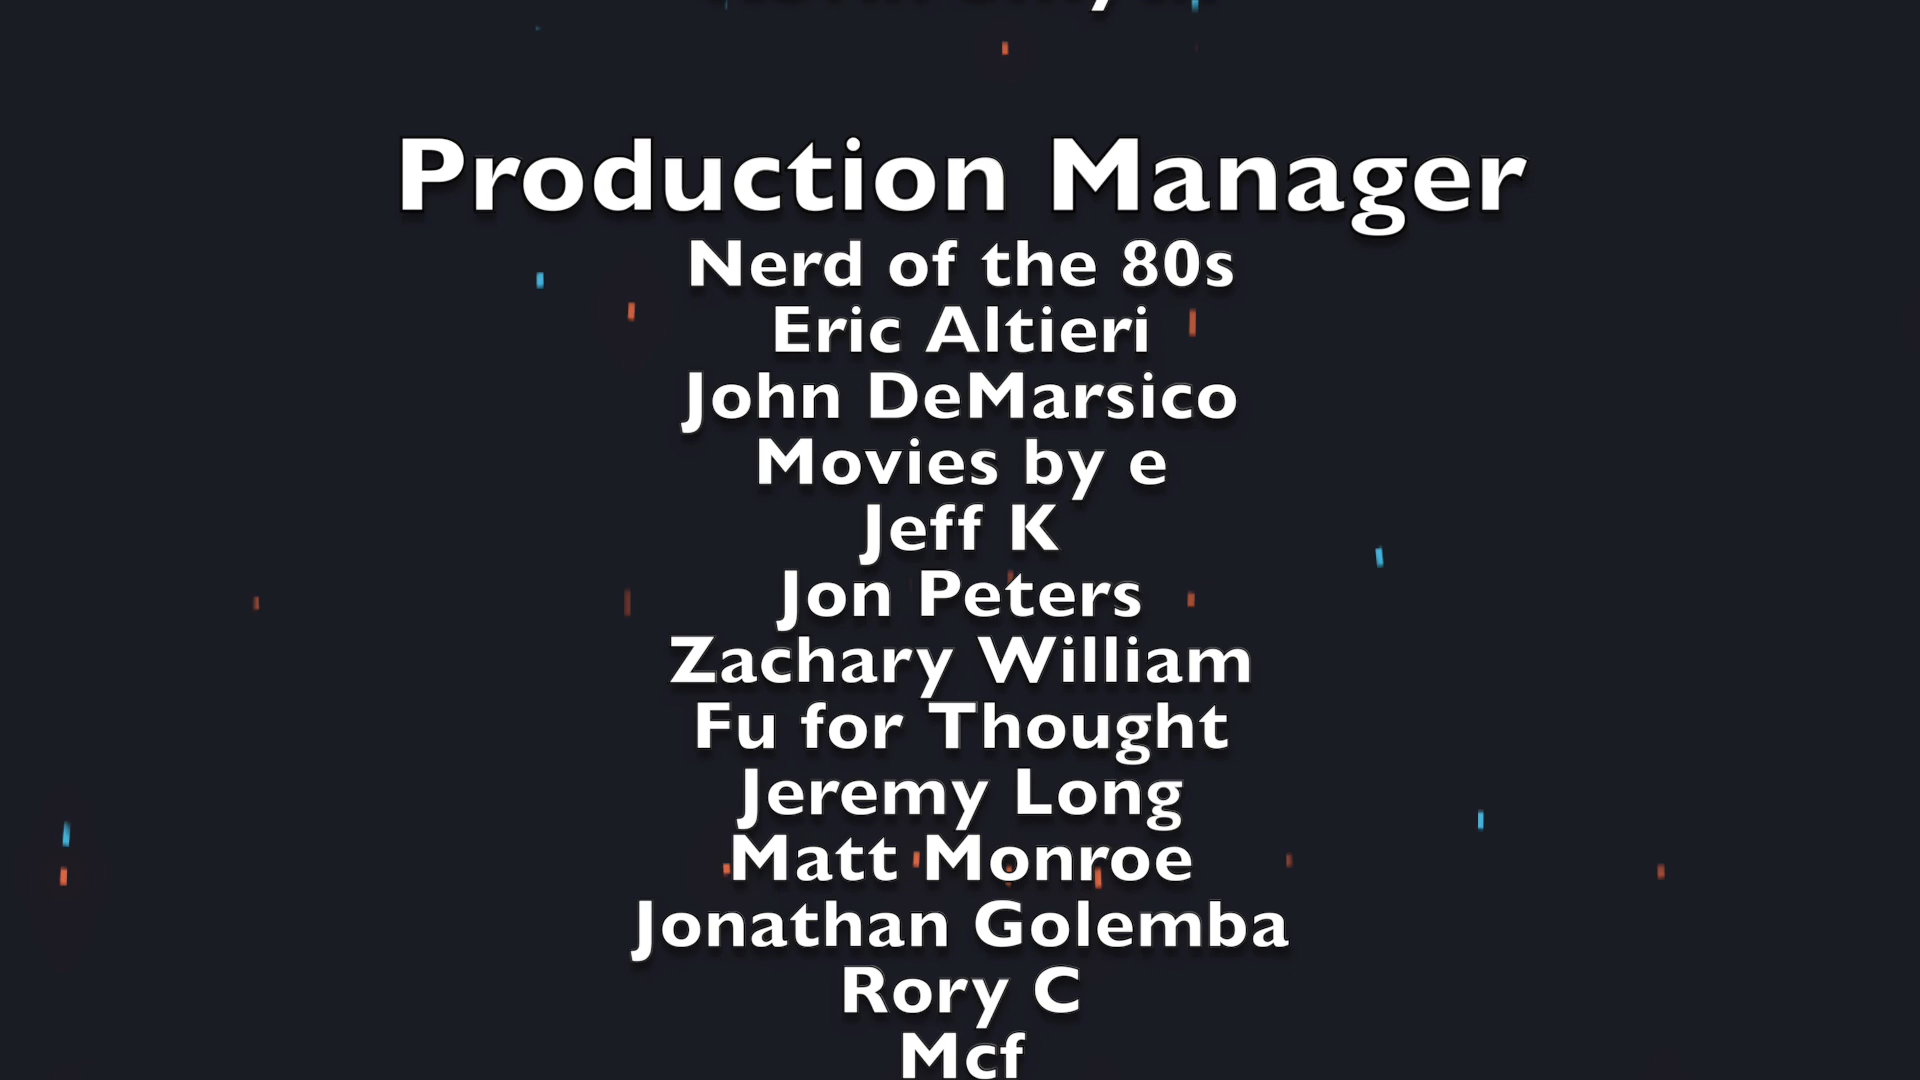 Production Manager
Nerd of the 80s
Eric Altieri
John DeMarsico
Movies by e
Jeff K
Jon Peters
Zachary William
Fu for Thought
Jeremy Long
Matt Monroe
Jonathan Golemba
Rory C
Mcf